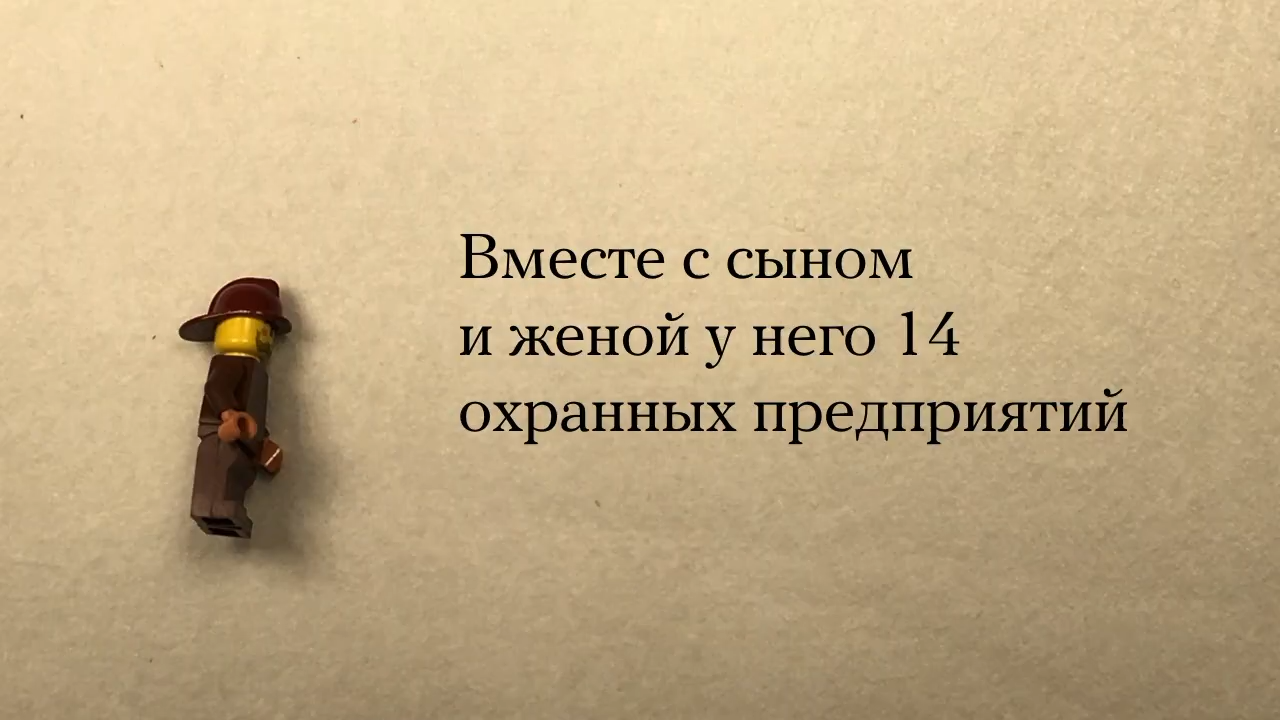 Вместе с сыном
и женой у него 14
охранных предприятий